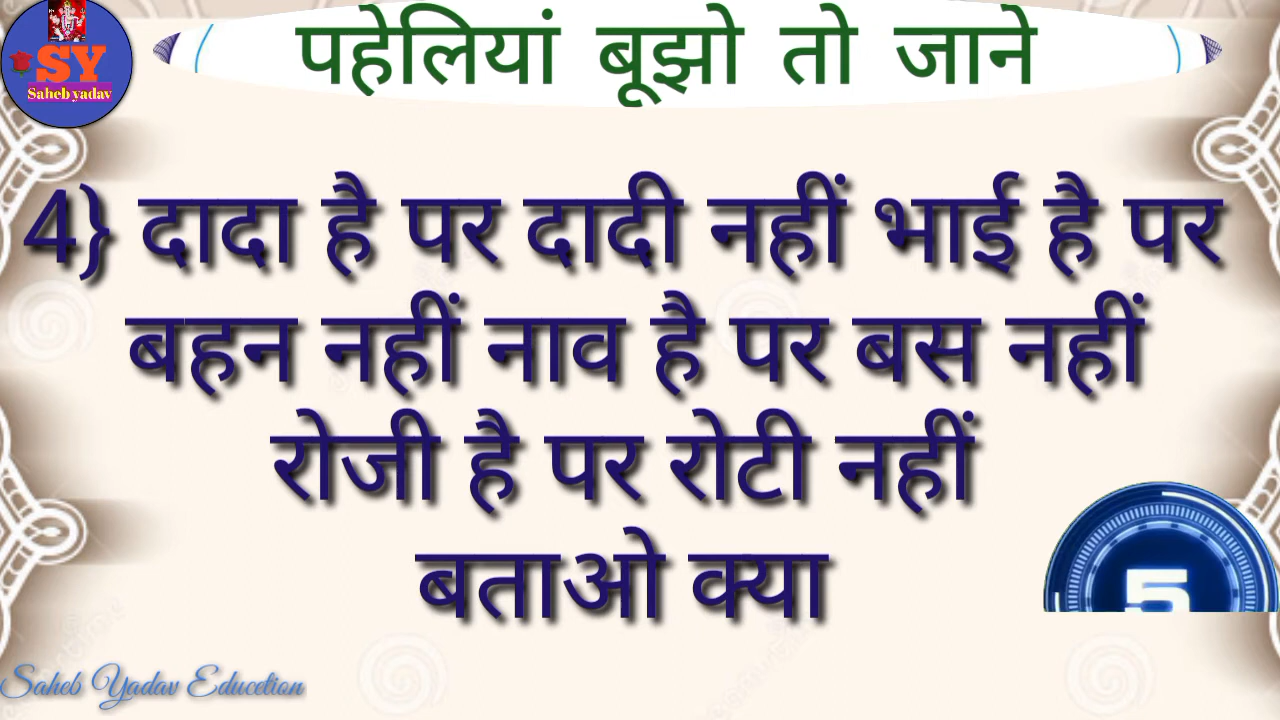 SY
Saheb yadav
पहेलियां बूझो तो जाने
4} दादा है पर दादी नहीं भाई है पर
बहन नहीं नाव है पर बस नहीं
रोजी है पर रोटी नहीं
बताओ क्या
5
Saheb Yadav Educetion